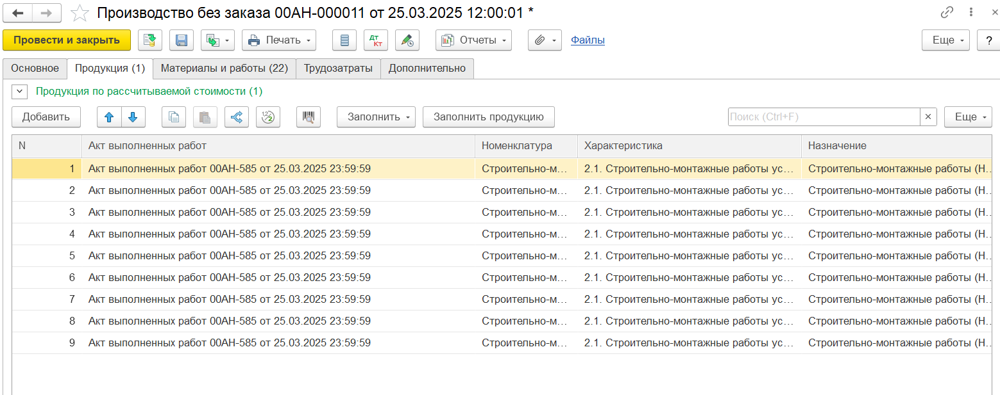 Производство без заказа 00АН-000011 от 25.03.2025 12:00:01 *
Провести и закрыть Дт Кт Печать Отчеты Файлы Еще ?
Основное Продукция (1) Материалы и работы (22) Трудозатраты Дополнительно
Продукция по рассчитываемой стоимости (1)
Добавить Заполнить Заполнить продукцию Поиск (Ctrl+F) × Еще
N Акт выполненных работ Номенклатура Характеристика Назначение
1 Акт выполненных работ 00АН-585 от 25.03.2025 23:59:59 Строительно-м... 2.1. Строительно-монтажные работы ус... Строительно-монтажные работы (Н...
2 Акт выполненных работ 00АН-585 от 25.03.2025 23:59:59 Строительно-м... 2.1. Строительно-монтажные работы ус... Строительно-монтажные работы (Н...
3 Акт выполненных работ 00АН-585 от 25.03.2025 23:59:59 Строительно-м... 2.1. Строительно-монтажные работы ус... Строительно-монтажные работы (Н...
4 Акт выполненных работ 00АН-585 от 25.03.2025 23:59:59 Строительно-м... 2.1. Строительно-монтажные работы ус... Строительно-монтажные работы (Н...
5 Акт выполненных работ 00АН-585 от 25.03.2025 23:59:59 Строительно-м... 2.1. Строительно-монтажные работы ус... Строительно-монтажные работы (Н...
6 Акт выполненных работ 00АН-585 от 25.03.2025 23:59:59 Строительно-м... 2.1. Строительно-монтажные работы ус... Строительно-монтажные работы (Н...
7 Акт выполненных работ 00АН-585 от 25.03.2025 23:59:59 Строительно-м... 2.1. Строительно-монтажные работы ус... Строительно-монтажные работы (Н...
8 Акт выполненных работ 00АН-585 от 25.03.2025 23:59:59 Строительно-м... 2.1. Строительно-монтажные работы ус... Строительно-монтажные работы (Н...
9 Акт выполненных работ 00АН-585 от 25.03.2025 23:59:59 Строительно-м... 2.1. Строительно-монтажные работы ус... Строительно-монтажные работы (Н...